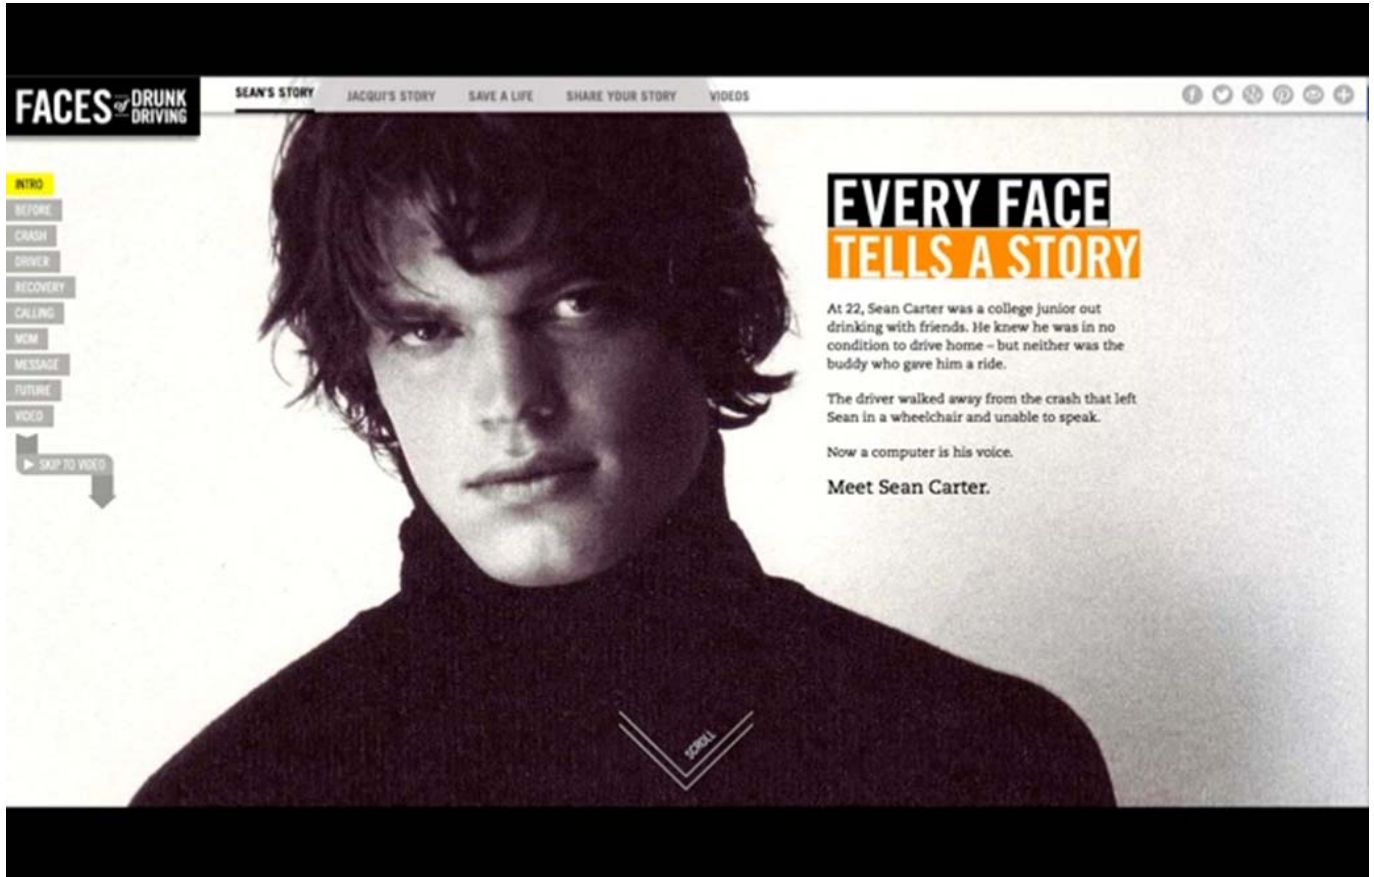 FACES of DRUNK DRIVING
SEAN'S STORY
JACQUI'S STORY
SAVE A LIFE
SHARE YOUR STORY
VIDEOS
INTRO
BEFORE
CRASH
DRIVER
RECOVERY
CALLING
MOM
MESSAGE
FUTURE
VIDEO
SKIP TO VIDEO
EVERY FACE
TELLS A STORY
At 22, Sean Carter was a college junior out
drinking with friends. He knew he was in no
condition to drive home – but neither was the
buddy who gave him a ride.
The driver walked away from the crash that left
Sean in a wheelchair and unable to speak.
Now a computer is his voice.
Meet Sean Carter.
SCROLL